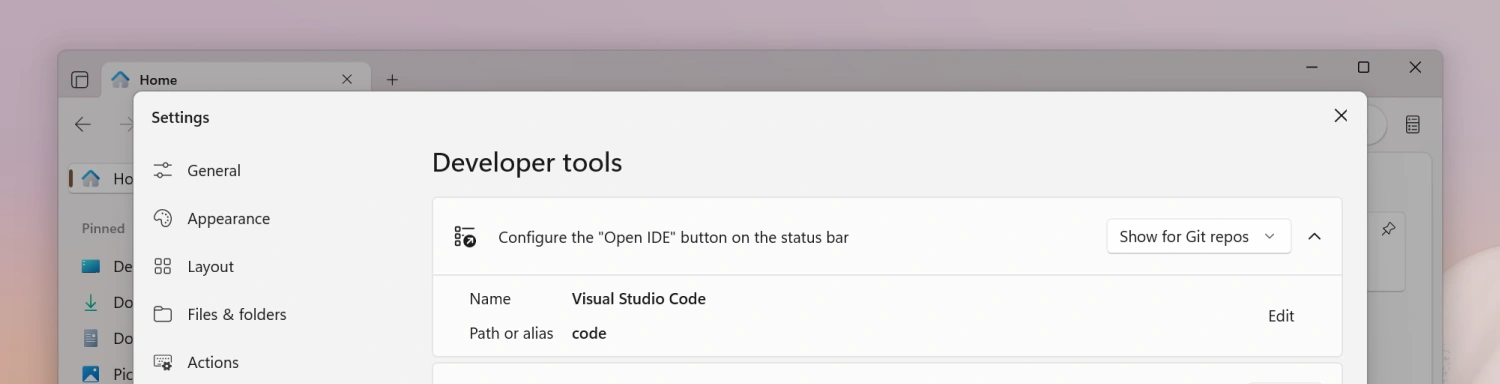 Home
Settings
General
Appearance
Layout
Files & folders
Actions
Developer tools
Configure the "Open IDE" button on the status bar
Show for Git repos
Name Visual Studio Code
Path or alias code
Edit
Ho
Pinned
De
Do
Do
Pic